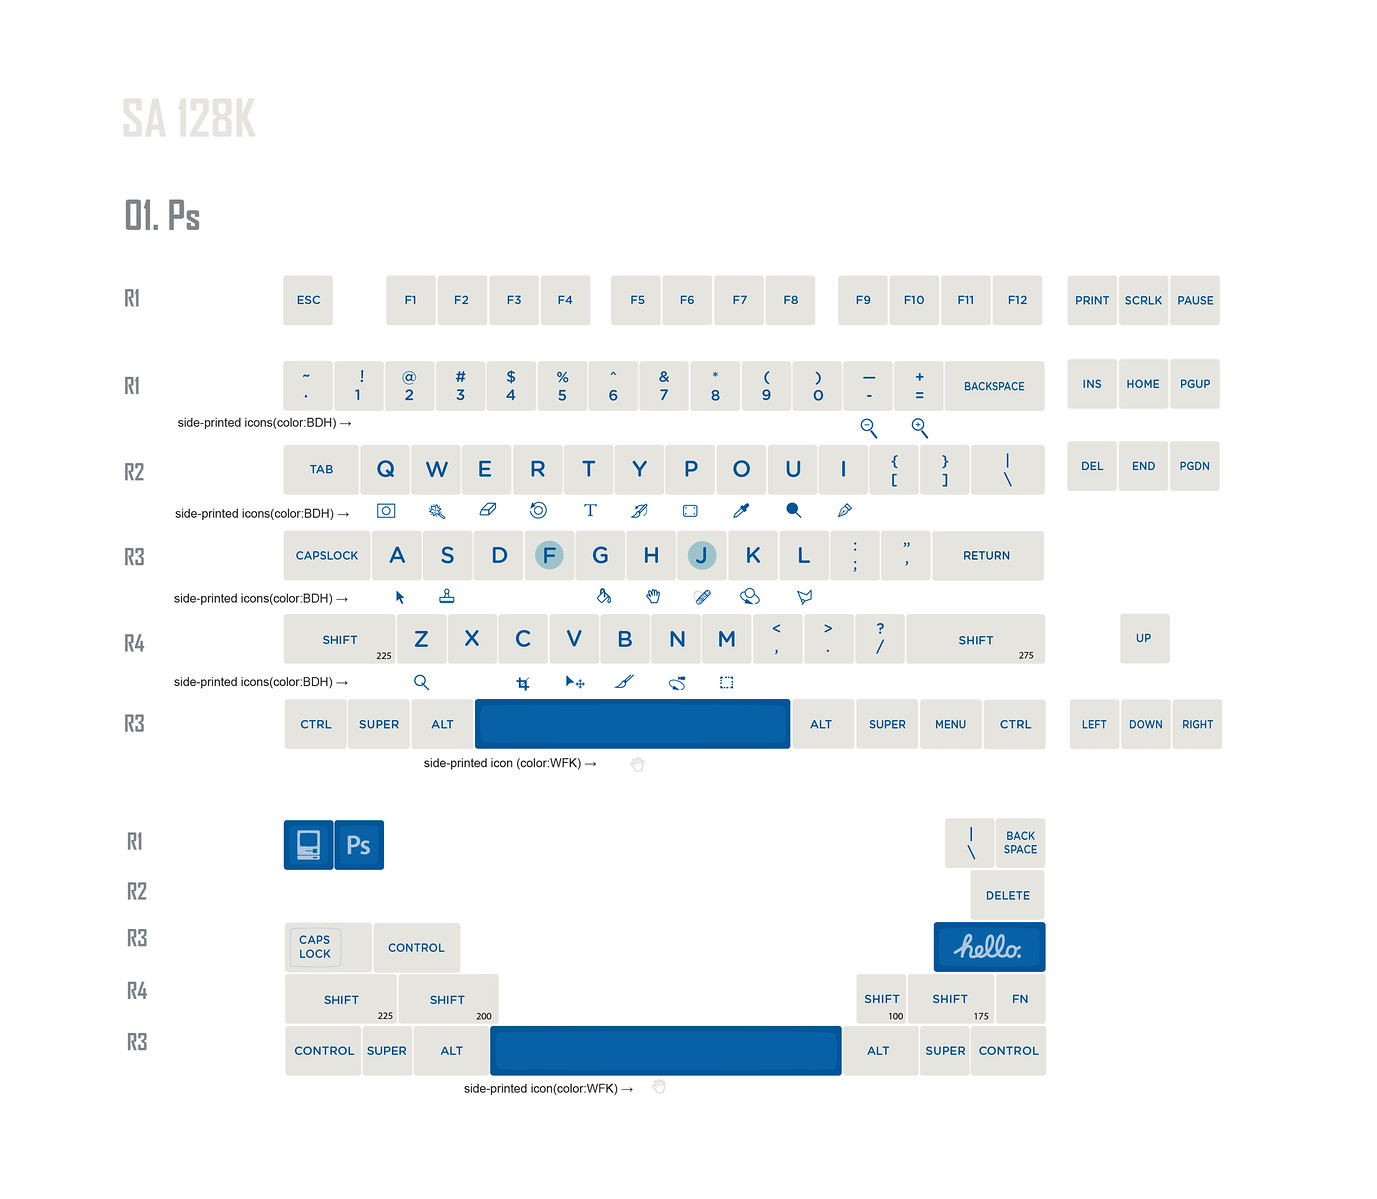 SA 128K
01. Ps
R1 ESC F1 F2 F3 F4 F5 F6 F7 F8 F9 F10 F11 F12 PRINT SCRLK PAUSE
R1 ~ ! @ # $ % ^ & * ( ) — + BACKSPACE INS HOME PGUP
. 1 2 3 4 5 6 7 8 9 0 - =
side-printed icons(color:BDH) →
R2 TAB Q W E R T Y P O U I { } | DEL END PGDN
[ ] \
side-printed icons(color:BDH) → T
R3 CAPSLOCK A S D F G H J K L : ” RETURN
; ,
side-printed icons(color:BDH) →
R4 SHIFT 225 Z X C V B N M < > ? SHIFT 275 UP
, . /
side-printed icons(color:BDH) →
R3 CTRL SUPER ALT ALT SUPER MENU CTRL LEFT DOWN RIGHT
side-printed icon (color:WFK) →
R1 Ps | BACK
\ SPACE
R2 DELETE
R3 CAPS CONTROL hello.
LOCK
R4 SHIFT 225 SHIFT 200 SHIFT 100 SHIFT 175 FN
R3 CONTROL SUPER ALT ALT SUPER CONTROL
side-printed icon(color:WFK) →